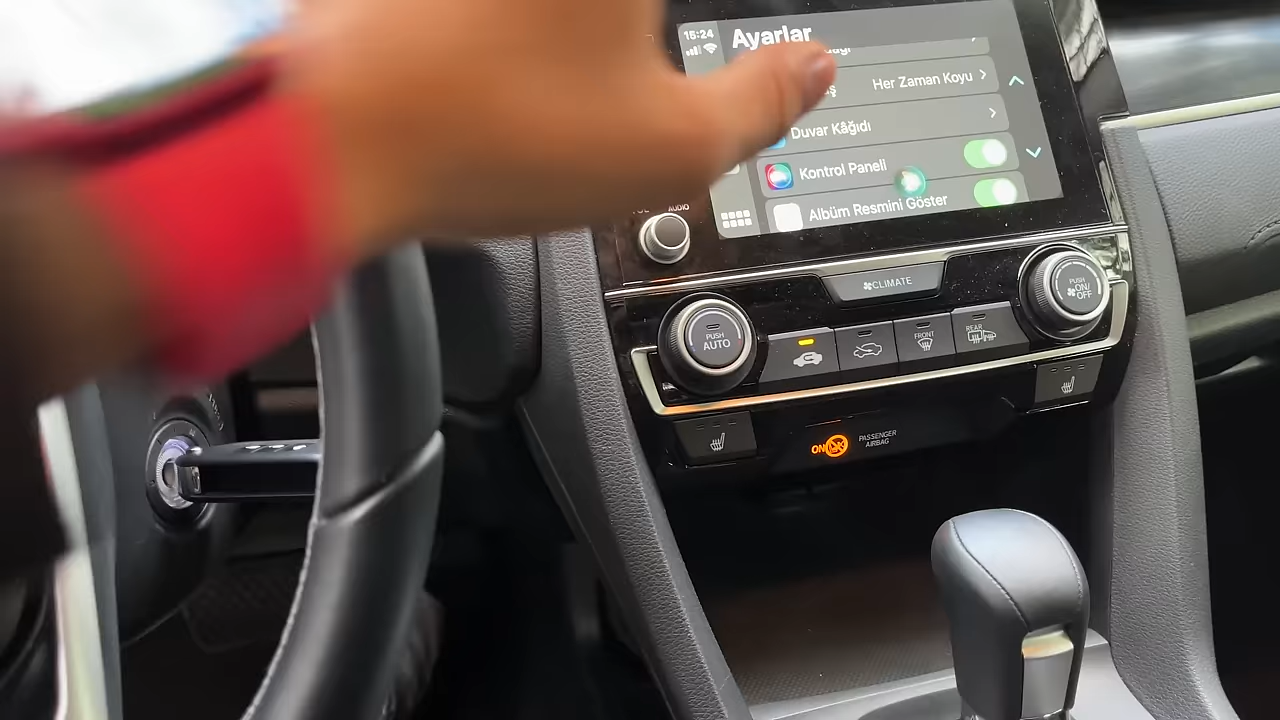 15:24
Ayarlar
Her Zaman Koyu
Duvar Kâğıdı
Kontrol Paneli
Albüm Resmini Göster
AUDIO
CLIMATE
PUSH
AUTO
FRONT
REAR
PUSH
ON/
OFF
ON
PASSENGER
AIRBAG